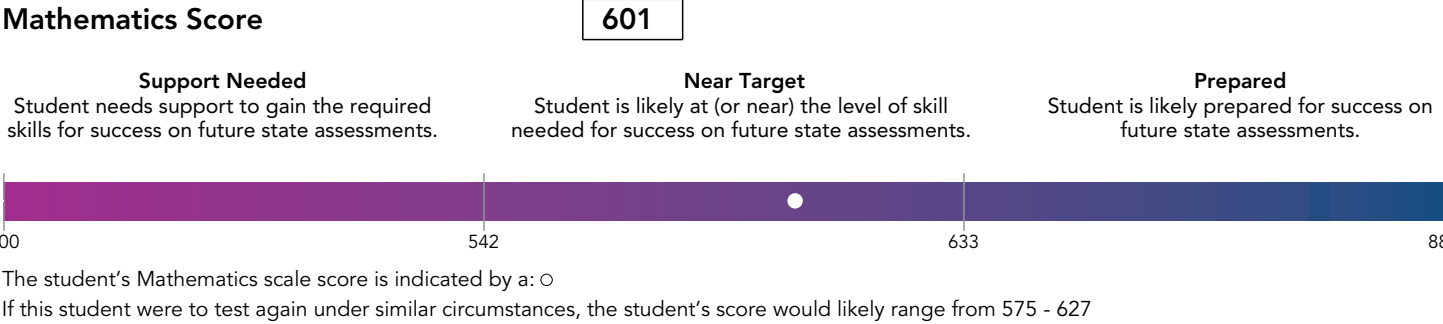 Mathematics Score
601
Support Needed
Student needs support to gain the required
skills for success on future state assessments.
Near Target
Student is likely at (or near) the level of skill
needed for success on future state assessments.
Prepared
Student is likely prepared for success on
future state assessments.
542
633
The student's Mathematics scale score is indicated by a: ○
If this student were to test again under similar circumstances, the student's score would likely range from 575 - 627